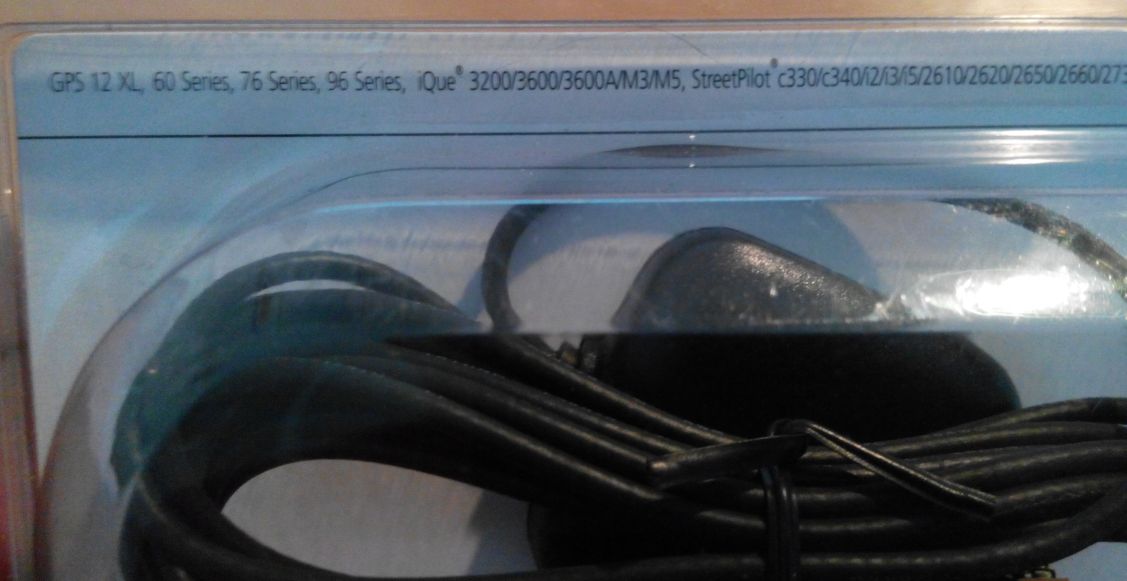 GPS 12 XL, 60 Series, 76 Series, 96 Series, iQue® 3200/3600/3600A/M3/M5, StreetPilot® c330/c340/i2/i3/i5/2610/2620/2650/2660/273